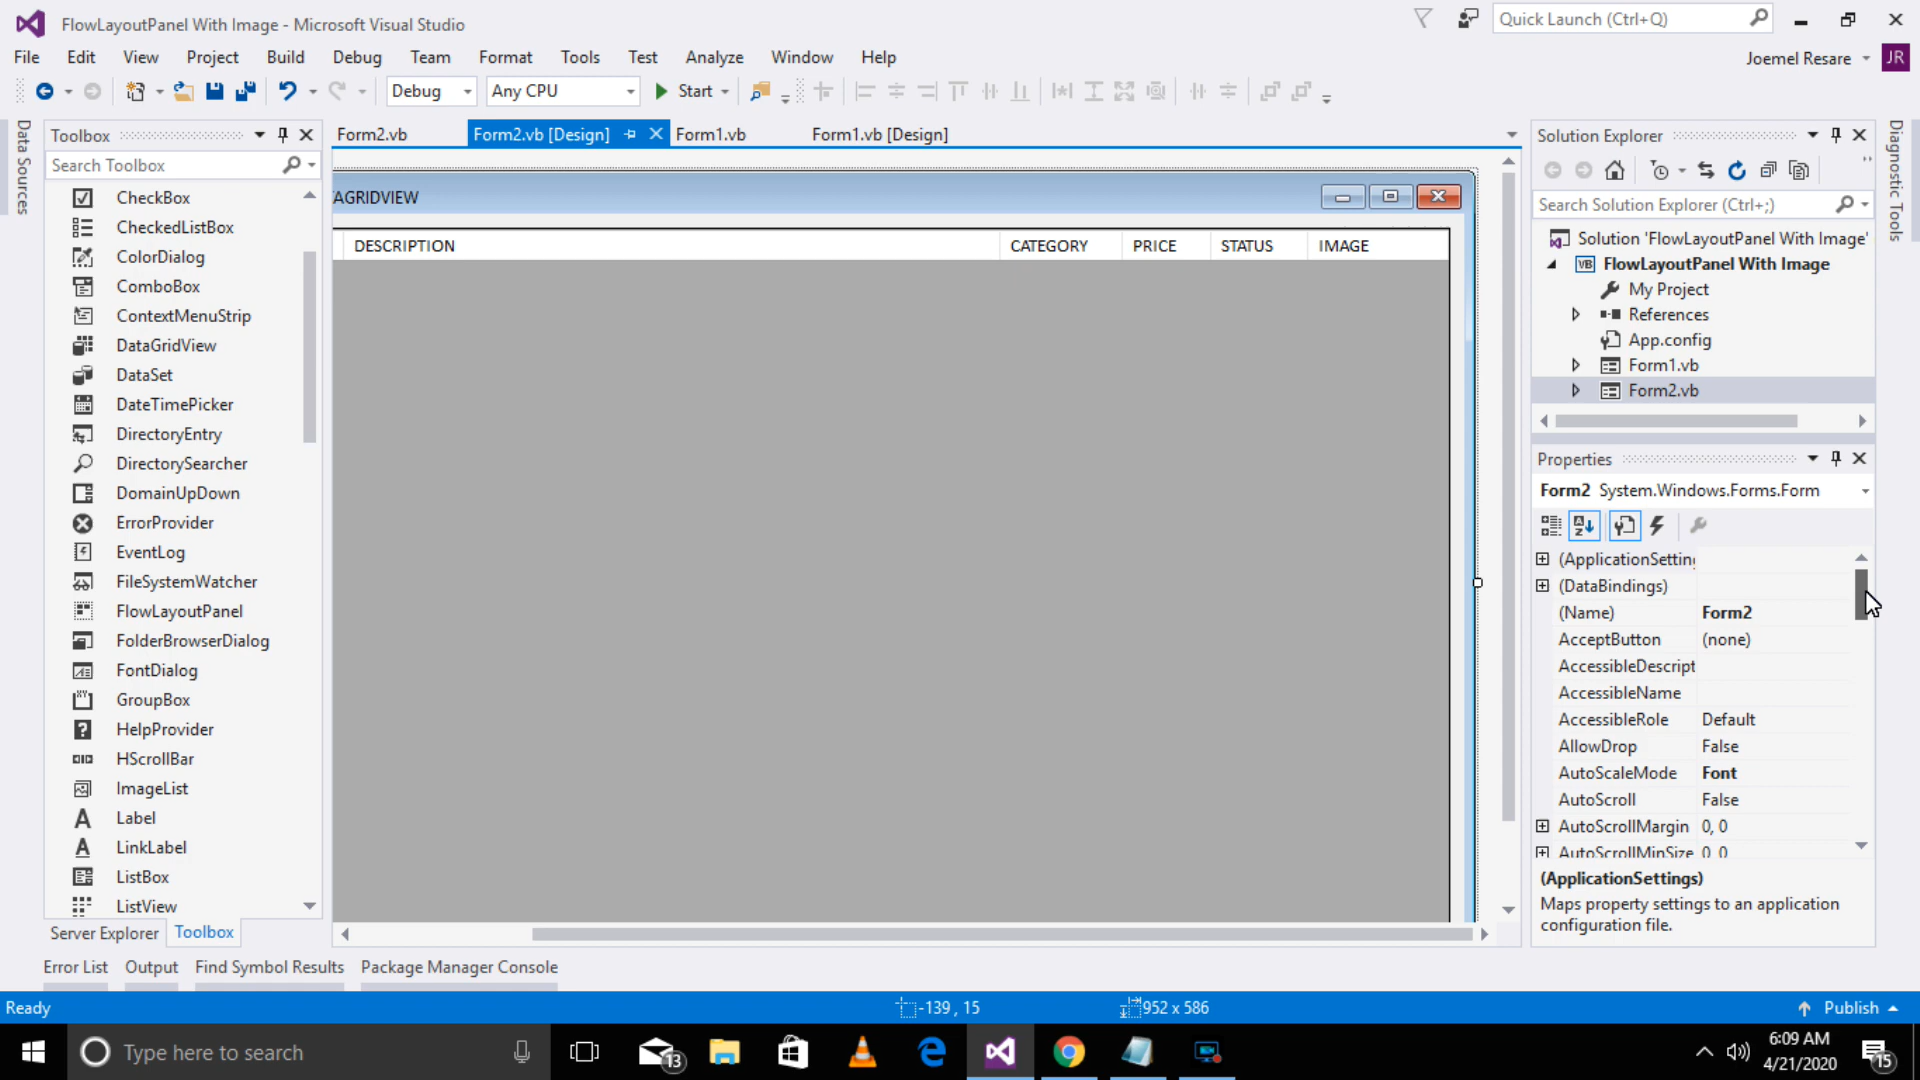 FlowLayoutPanel With Image - Microsoft Visual Studio
Quick Launch (Ctrl+Q)
File Edit View Project Build Debug Team Format Tools Test Analyze Window Help
Joemel Resare JR
Debug Any CPU Start
Data Sources
Toolbox
Search Toolbox
CheckBox
CheckedListBox
ColorDialog
ComboBox
ContextMenuStrip
DataGridView
DataSet
DateTimePicker
DirectoryEntry
DirectorySearcher
DomainUpDown
ErrorProvider
EventLog
FileSystemWatcher
FlowLayoutPanel
FolderBrowserDialog
FontDialog
GroupBox
HelpProvider
HScrollBar
ImageList
Label
LinkLabel
ListBox
ListView
Server Explorer Toolbox
Form2.vb Form2.vb [Design] Form1.vb Form1.vb [Design]
AGRIDVIEW
DESCRIPTION CATEGORY PRICE STATUS IMAGE
Solution Explorer
Search Solution Explorer (Ctrl+;)
Solution 'FlowLayoutPanel With Image'
VB FlowLayoutPanel With Image
My Project
References
App.config
Form1.vb
Form2.vb
Diagnostic Tools
Properties
Form2 System.Windows.Forms.Form
(ApplicationSetting
(DataBindings)
(Name) Form2
AcceptButton (none)
AccessibleDescript
AccessibleName
AccessibleRole Default
AllowDrop False
AutoScaleMode Font
AutoScroll False
AutoScrollMargin 0, 0
AutoScrollMinSize 0, 0
(ApplicationSettings)
Maps property settings to an application
configuration file.
Error List Output Find Symbol Results Package Manager Console
Ready -139 , 15 952 x 586 Publish
Type here to search
13
6:09 AM
4/21/2020
15